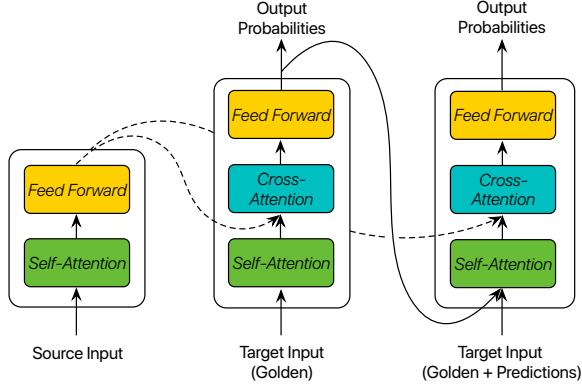 Feed Forward
Self-Attention
Source Input
Output
Probabilities
Feed Forward
Cross-
Attention
Self-Attention
Target Input
(Golden)
Output
Probabilities
Feed Forward
Cross-
Attention
Self-Attention
Target Input
(Golden + Predictions)